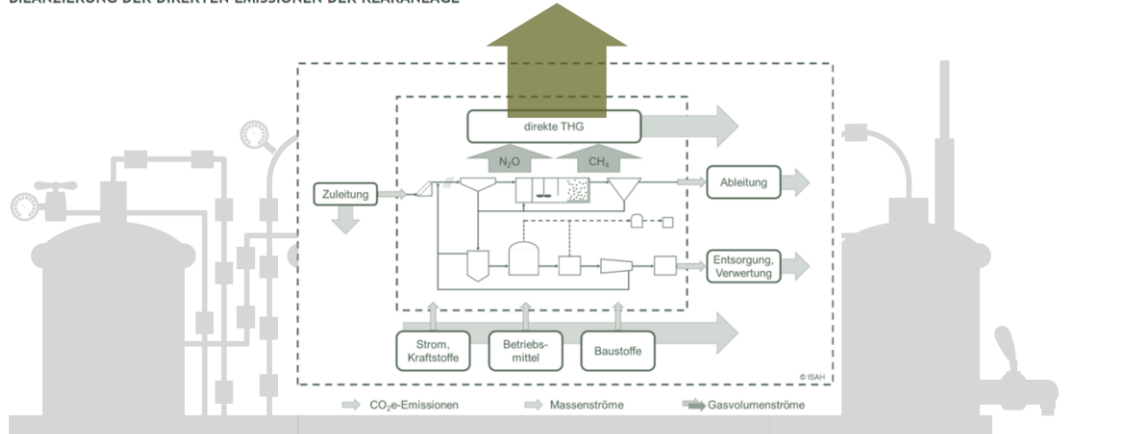 BILANZIERUNG DER DIREKTEN EMISSIONEN DER KLÄRANLAGE
direkte THG
N₂O
CH₄
Zuleitung
Ableitung
Entsorgung,
Verwertung
Strom,
Kraftstoffe
Betriebs-
mittel
Baustoffe
© ISAH
CO₂e-Emissionen
Massenströme
Gasvolumenströme